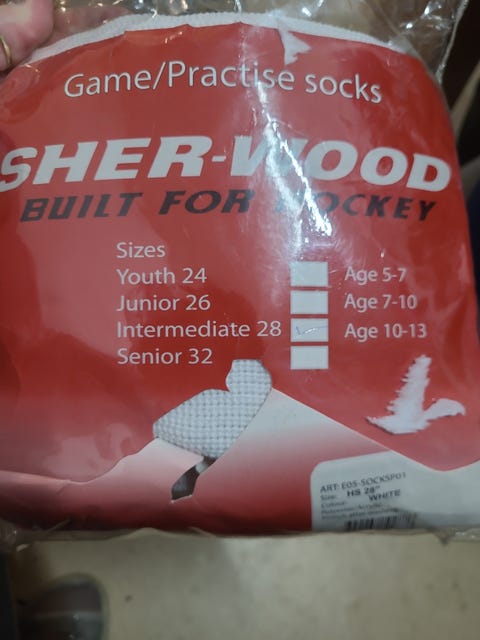 Game/Practise socks
SHER-WOOD
BUILT FOR HOCKEY
Sizes
Youth 24 Age 5-7
Junior 26 Age 7-10
Intermediate 28 Age 10-13
Senior 32
ART: E05-SOCKSP01
Size: HS 28"
Colour: WHITE